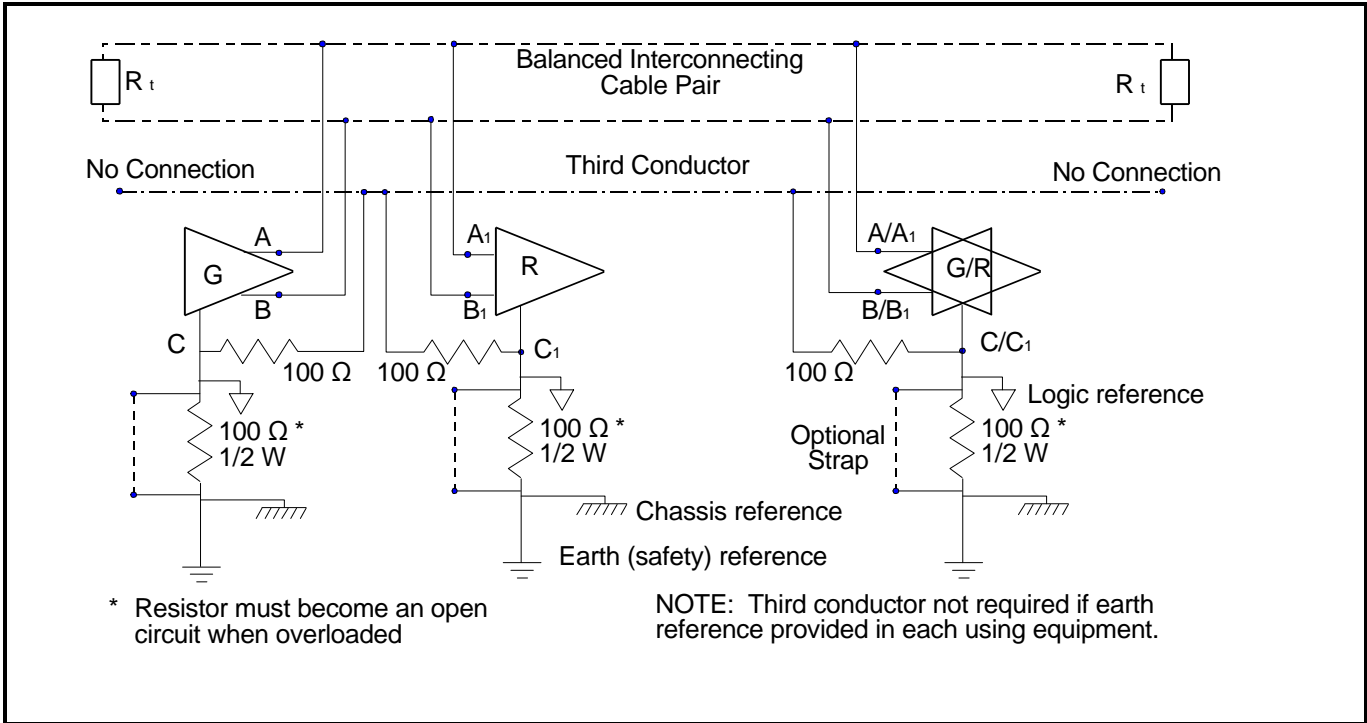 Balanced Interconnecting
Cable Pair
R t
R t
No Connection
Third Conductor
No Connection
A
G
B
C
100 Ω
A1
R
B1
C1
100 Ω
A/A1
G/R
B/B1
C/C1
100 Ω
Logic reference
100 Ω *
1/2 W
100 Ω *
1/2 W
Optional
Strap
100 Ω *
1/2 W
Chassis reference
Earth (safety) reference
* Resistor must become an open
circuit when overloaded
NOTE: Third conductor not required if earth
reference provided in each using equipment.